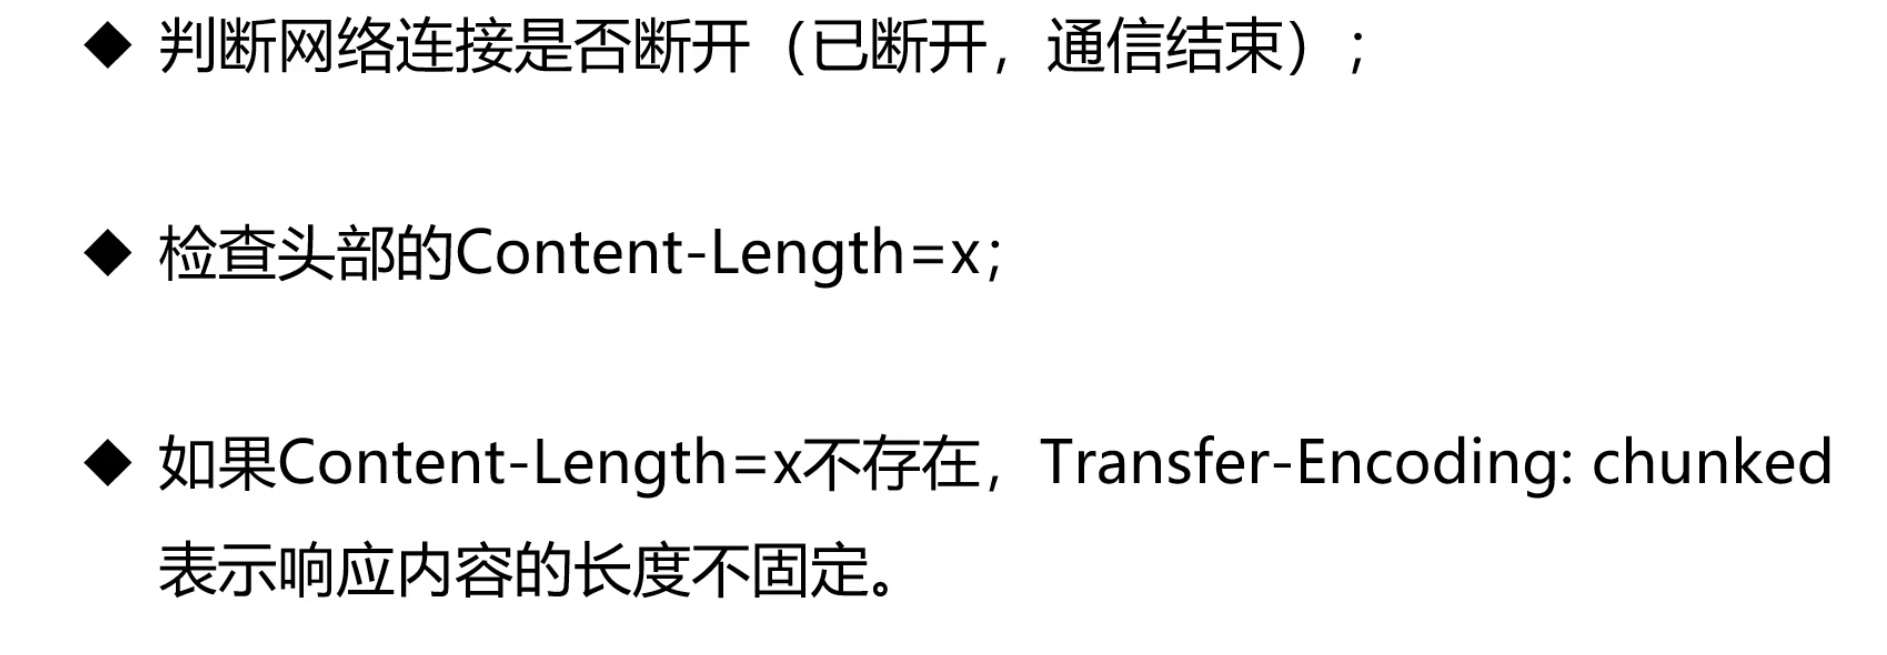 ◆ 判断网络连接是否断开（已断开，通信结束）;
◆ 检查头部的Content-Length=x;
◆ 如果Content-Length=x不存在，Transfer-Encoding: chunked
表示响应内容的长度不固定。